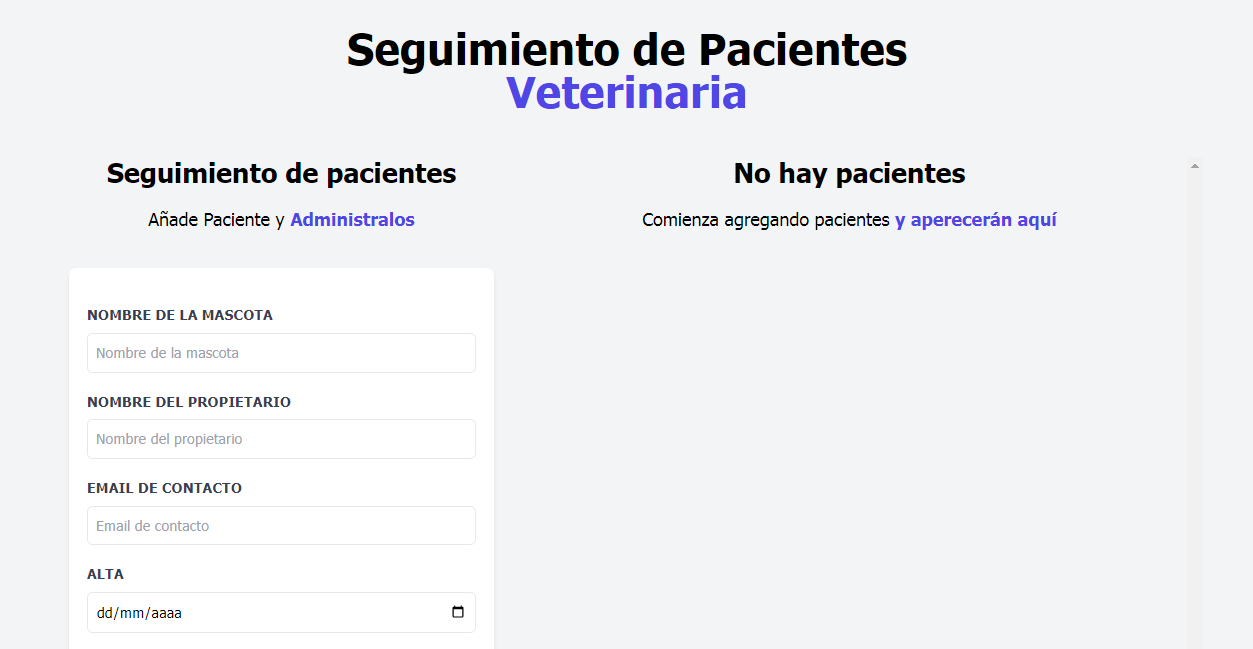 Seguimiento de Pacientes
Veterinaria
Seguimiento de pacientes
Añade Paciente y Administralos
NOMBRE DE LA MASCOTA
Nombre de la mascota
NOMBRE DEL PROPIETARIO
Nombre del propietario
EMAIL DE CONTACTO
Email de contacto
ALTA
dd/mm/aaaa
No hay pacientes
Comienza agregando pacientes y aperecerán aquí